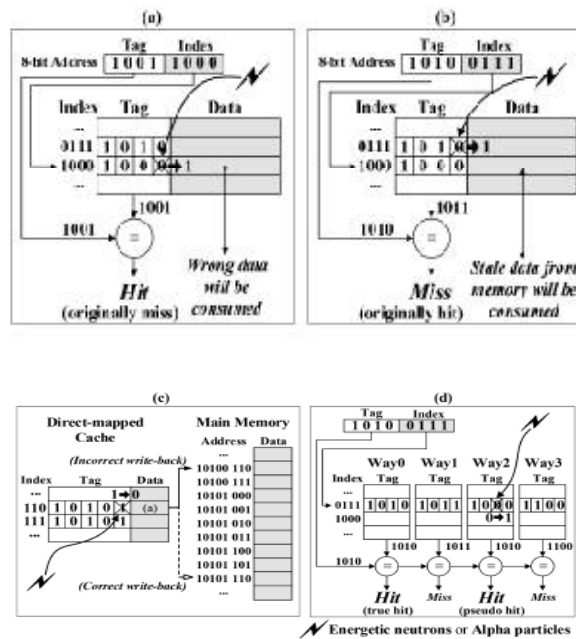 (a)
Tag Index
8-bit Address 1 0 0 1 1 0 0 0
Index Tag Data
...
0111 1 0 1 0
1000 1 0 0 0 1
...
1001
1001 =
Hit
(originally miss)
Wrong data
will be
consumed
(b)
Tag Index
8-bit Address 1 0 1 0 0 1 1 1
Index Tag Data
...
0111 1 0 1 0 1
1000 1 0 0 0
...
1011
1010 =
Miss
(originally hit)
Stale data from
memory will be
consumed
(c)
Direct-mapped
Cache
Main Memory
Address Data
(Incorrect write-back)
Index Tag Data
...
1 0
110 1 0 1 0 1 (a)
111 1 0 1 0 1
...
...
10100 110
10100 111
10101 000
10101 001
10101 010
10101 011
10101 100
10101 101
10101 110
...
(Correct write-back)
(d)
Tag Index
1 0 1 0 0 1 1 1
Way0 Way1 Way2 Way3
Index Tag Tag Tag Tag
...
0111 1 0 1 0 1 0 1 1 1 0 0 0 1 1 0 0
1000 0 1
...
1010 1011 1010 1100
1010 = = = =
Hit Miss Hit Miss
(true hit) (pseudo hit)
Energetic neutrons or Alpha particles